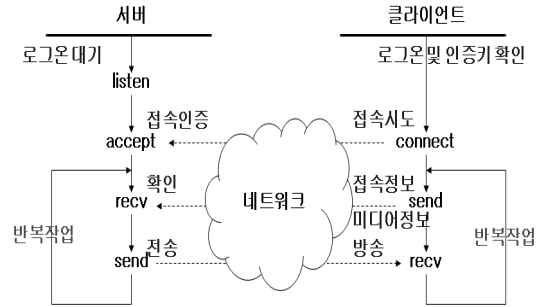 서버
클라이언트
로그온대기
로그온및인증키확인
listen
접속인증
접속시도
accept
connect
확인
네트워크
접속정보
recv
send
미디어정보
반복작업
전송
방송
반복작업
send
recv